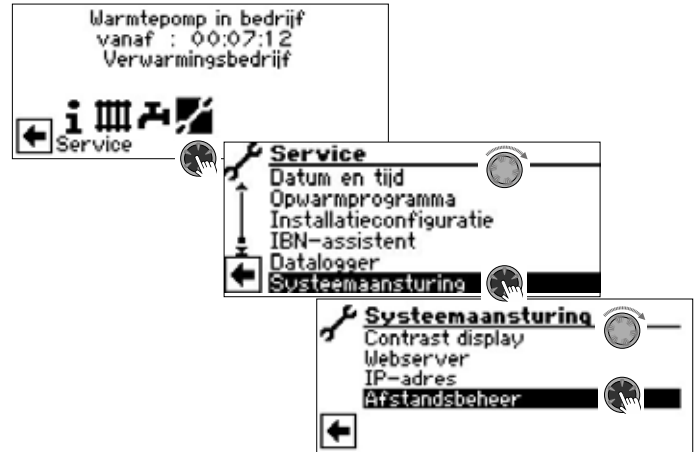 Warmtepomp in bedrijf
vanaf : 00:07:12
Verwarmingsbedrijf
Service
Service
Datum en tijd
Opwarmprogramma
Installatieconfiguratie
IBN-assistent
Datalogger
Systeemaansturing
Systeemaansturing
Contrast display
Webserver
IP-adres
Afstandsbeheer